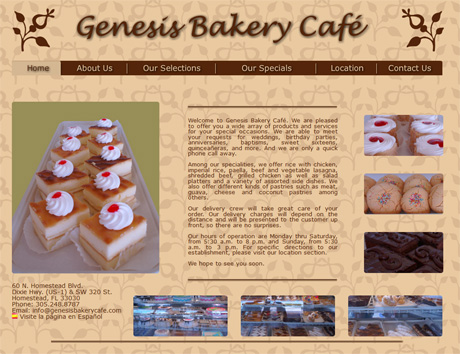 Genesis Bakery Café
Home About Us Our Selections Our Specials Location Contact Us
Welcome to Genesis Bakery Café. We are pleased
to offer you a wide array of products and services
for your special occasions. We are able to meet
your requests for weddings, birthday parties,
anniversaries, baptisms, sweet sixteens,
quinceañeras, and more. And we are only a quick
phone call away.
Among our specialities, we offer rice with chicken,
imperial rice, paella, beef and vegetable lasagna,
shredded beef, grilled chicken as well as salad
platters and a variety of assorted side dishes. We
also offer different kinds of pastries such as meat,
guava, cheese and coconut pastries among
others.
Our delivery crew will take great care of your
order. Our delivery charges will depend on the
distance and will be presented to the customer up
front, so there are no surprises.
Our hours of operation are Monday thru Saturday,
from 5:30 a.m. to 8 p.m. and Sunday, from 5:30
a.m. to 3 p.m. For specific directions to our
establishment, please visit our location section.
We hope to see you soon.
60 N. Homestead Blvd.
Dixie Hwy. (US-1) & SW 320 St.
Homestead, FL 33030
Phone: 305.248.8787
Email: info@genesisbakerycafe.com
Visite la página en Español